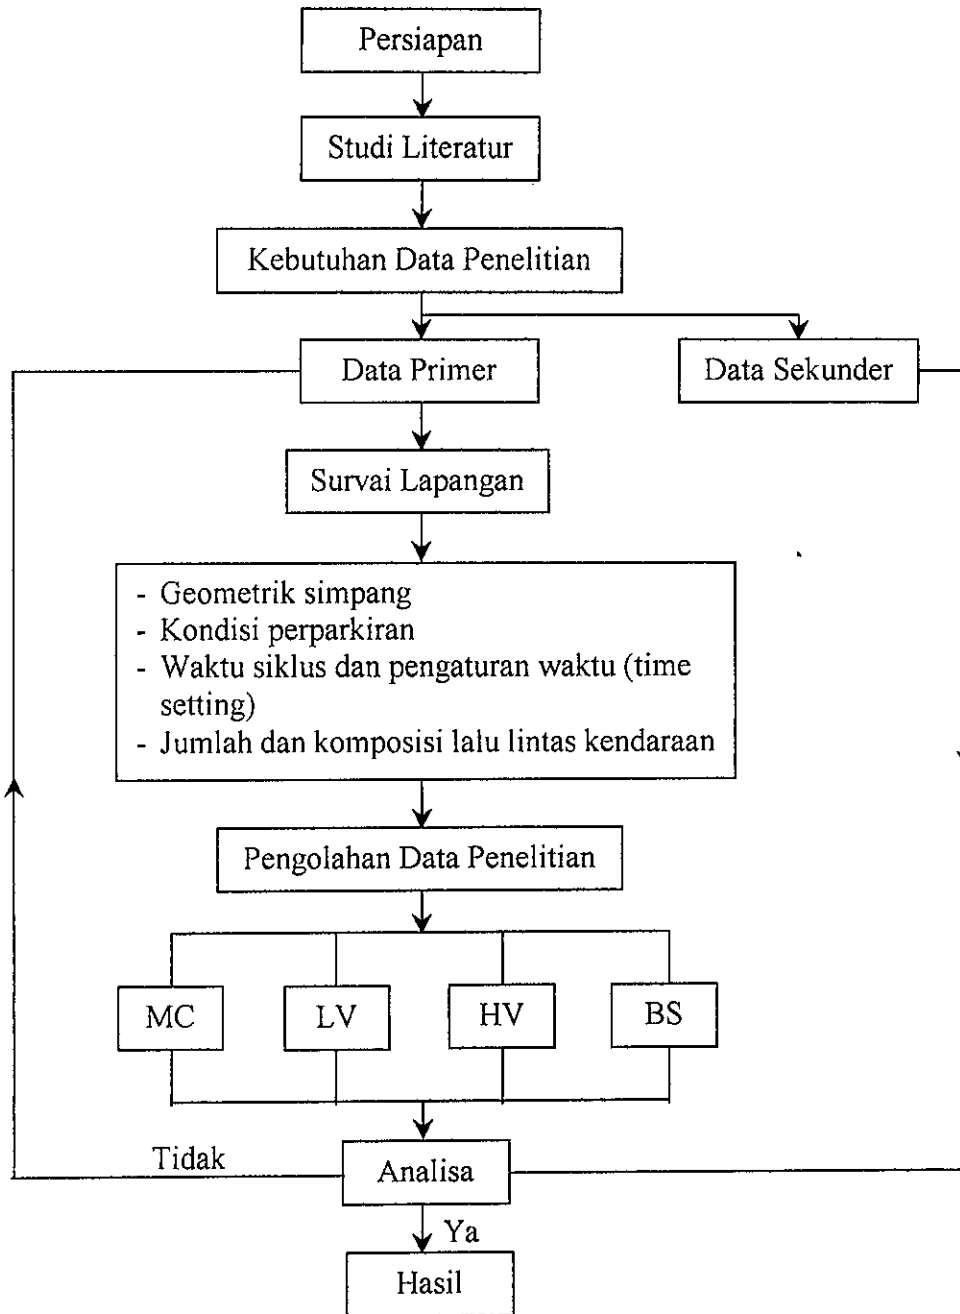 Persiapan
Studi Literatur
Kebutuhan Data Penelitian
Data Primer
Data Sekunder
Survai Lapangan
- Geometrik simpang
- Kondisi perparkiran
- Waktu siklus dan pengaturan waktu (time
setting)
- Jumlah dan komposisi lalu lintas kendaraan
Pengolahan Data Penelitian
MC
LV
HV
BS
Tidak
Analisa
Ya
Hasil